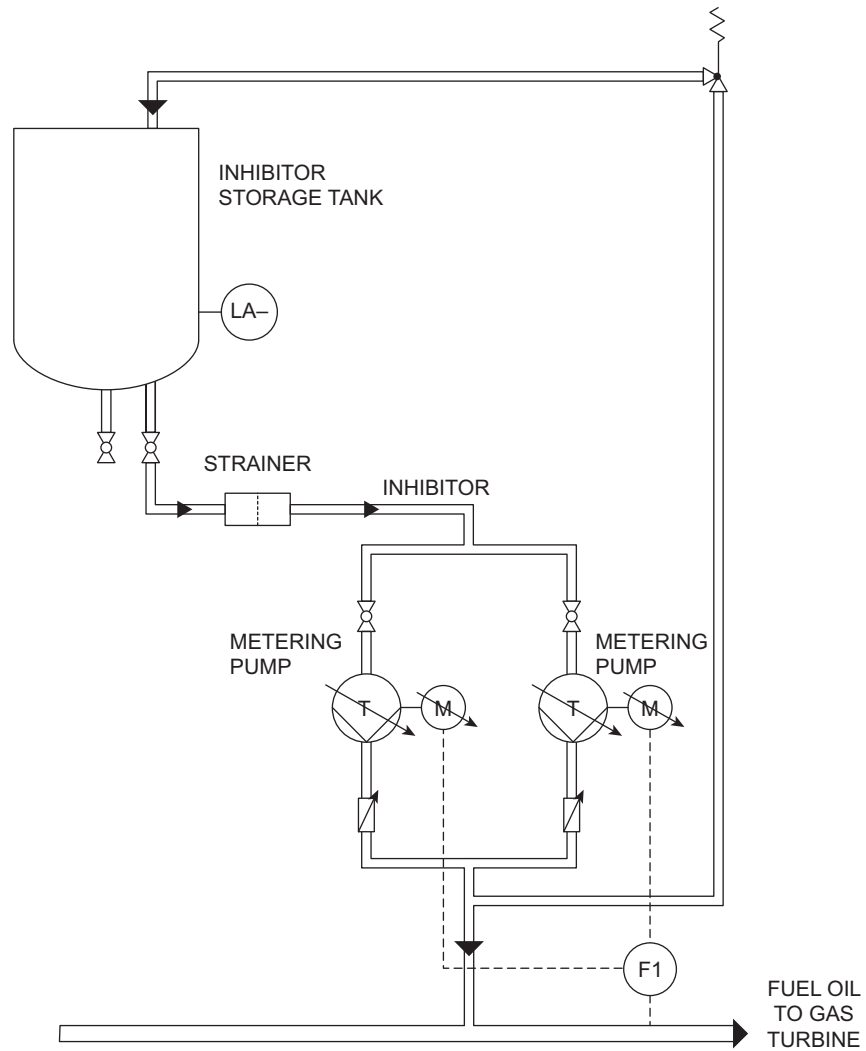 INHIBITOR
STORAGE TANK
LA–
STRAINER
INHIBITOR
METERING
PUMP
METERING
PUMP
T
M
T
M
F1
FUEL OIL
TO GAS
TURBINE